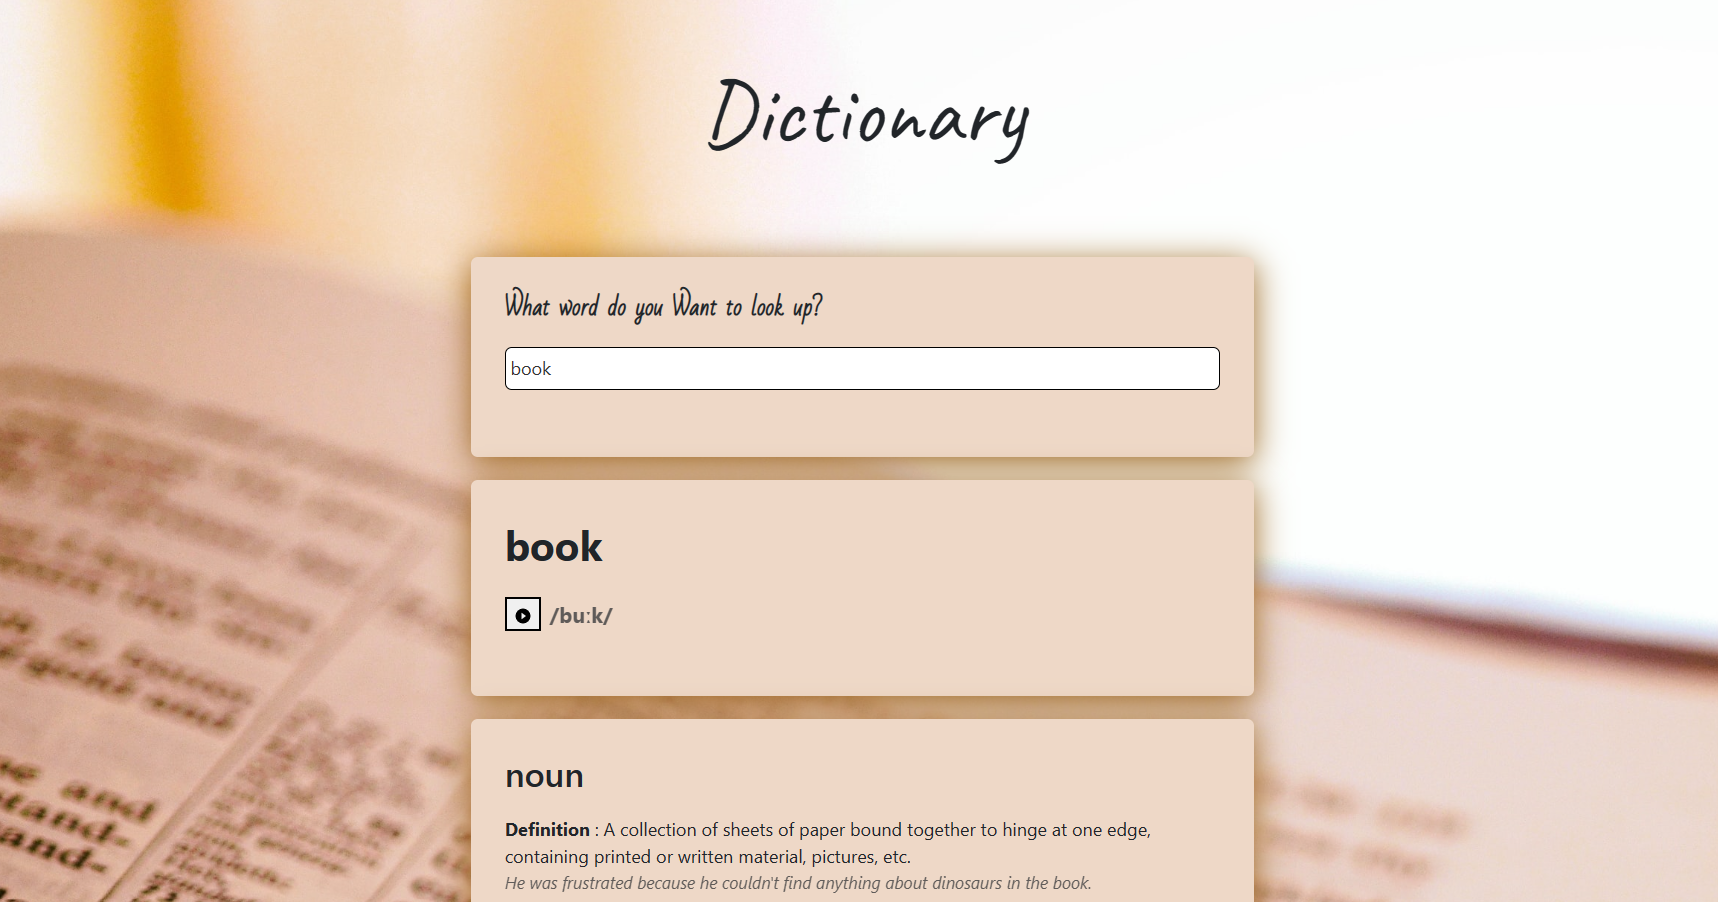 Dictionary
What word do you Want to look up?
book
book
/buːk/
noun
Definition : A collection of sheets of paper bound together to hinge at one edge,
containing printed or written material, pictures, etc.
He was frustrated because he couldn't find anything about dinosaurs in the book.
and